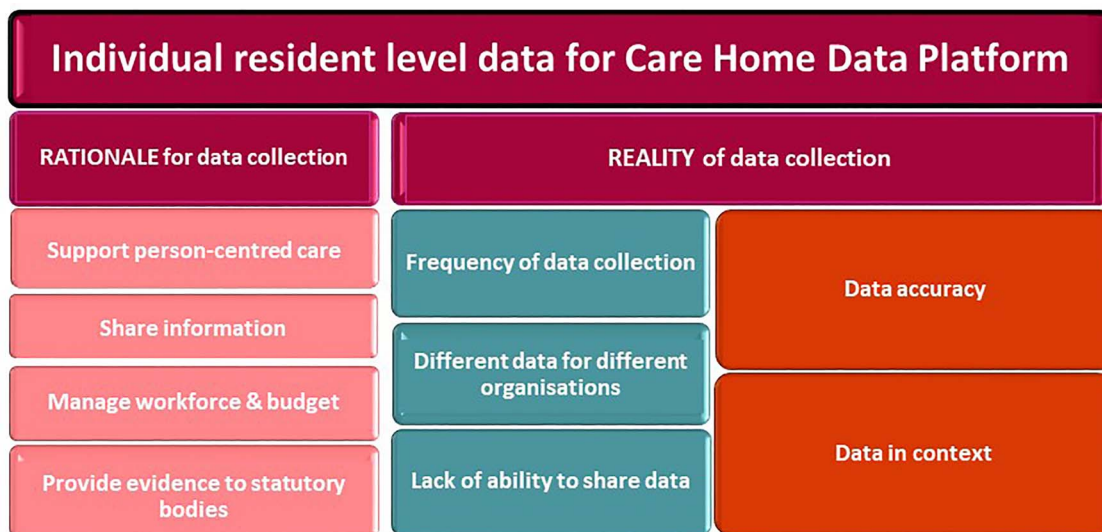 Individual resident level data for Care Home Data Platform
RATIONALE for data collection
REALITY of data collection
Support person-centred care
Share information
Manage workforce & budget
Provide evidence to statutory
bodies
Frequency of data collection
Different data for different
organisations
Lack of ability to share data
Data accuracy
Data in context